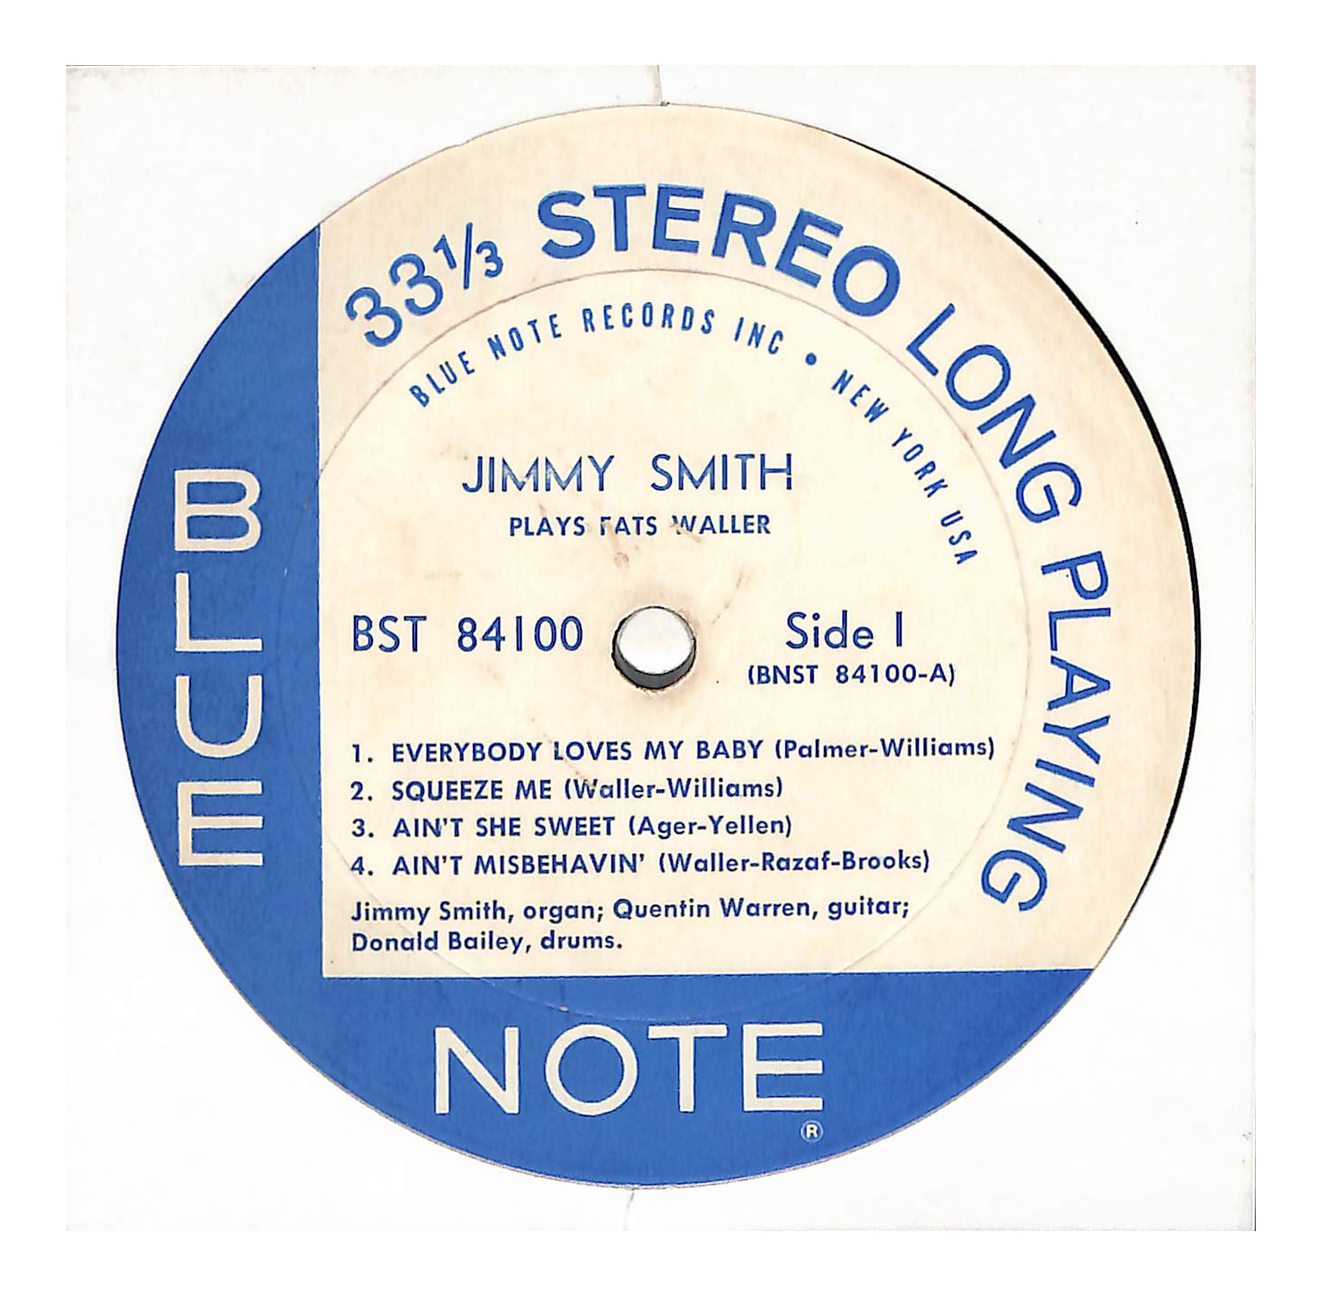 33⅓ STEREO LONG PLAYING
BLUE NOTE RECORDS INC • NEW YORK USA
JIMMY SMITH
PLAYS FATS WALLER
BST 84100
Side 1
(BNST 84100-A)
1. EVERYBODY LOVES MY BABY (Palmer-Williams)
2. SQUEEZE ME (Waller-Williams)
3. AIN'T SHE SWEET (Ager-Yellen)
4. AIN'T MISBEHAVIN' (Waller-Razaf-Brooks)
Jimmy Smith, organ; Quentin Warren, guitar;
Donald Bailey, drums.
BLUE
NOTE
®